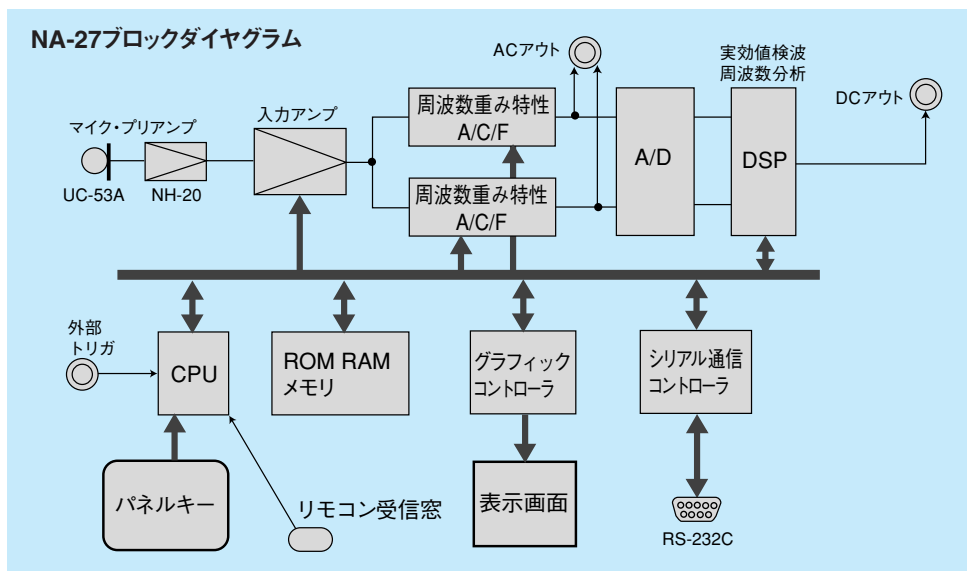 NA-27ブロックダイヤグラム
ACアウト
実効値検波
周波数分析
DCアウト
マイク・プリアンプ
入力アンプ
周波数重み特性
A/C/F
A/D
DSP
UC-53A
NH-20
周波数重み特性
A/C/F
外部
トリガ
CPU
ROM RAM
メモリ
グラフィック
コントローラ
シリアル通信
コントローラ
パネルキー
リモコン受信窓
表示画面
RS-232C